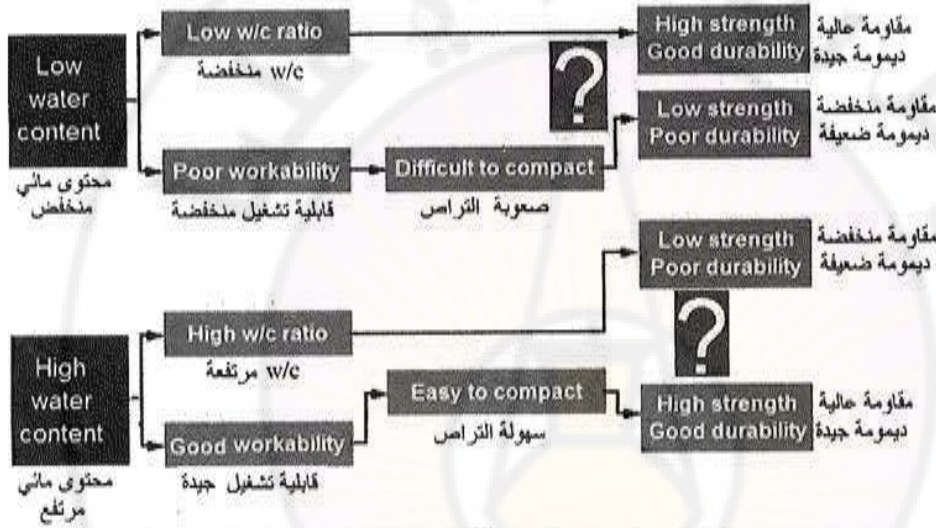 Low
water
content
محتوى مائي
منخفض
Low w/c ratio
w/c منخفضة
High strength
Good durability
مقاومة عالية
ديمومة جيدة
?
Poor workability
قابلية تشغيل منخفضة
Difficult to compact
صعوبة التراص
Low strength
Poor durability
مقاومة منخفضة
ديمومة ضعيفة
High
water
content
محتوى مائي
مرتفع
High w/c ratio
w/c مرتفعة
Low strength
Poor durability
مقاومة منخفضة
ديمومة ضعيفة
?
Good workability
قابلية تشغيل جيدة
Easy to compact
سهولة التراص
High strength
Good durability
مقاومة عالية
ديمومة جيدة